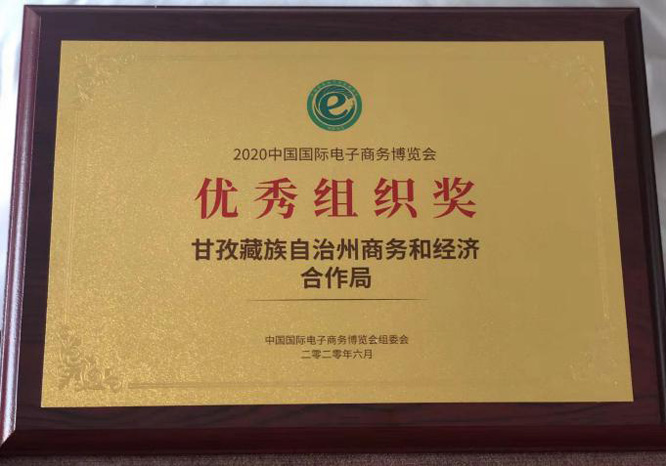 e
2020中国国际电子商务博览会
优秀组织奖
甘孜藏族自治州商务和经济
合作局
中国国际电子商务博览会组委会
二零二零年六月